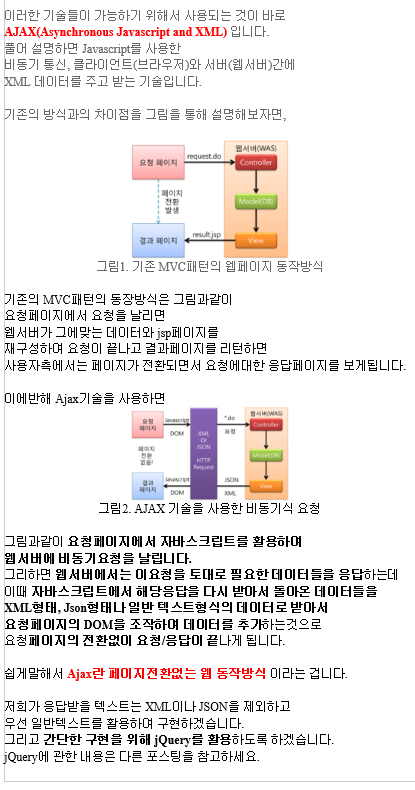 이러한 기술들이 가능하기 위해서 사용되는 것이 바로
AJAX(Asynchronous Javascript and XML) 입니다.
풀어 설명하면 Javascript를 사용한
비동기 통신, 클라이언트(브라우저)와 서버(웹서버)간에
XML 데이터를 주고 받는 기술입니다.
기존의 방식과의 차이점을 그림을 통해 설명해보자면,
웹서버(WAS)
요청 페이지
request.do
Controller
페이지
전환
발생
Model(DB)
결과 페이지
result.jsp
View
그림1. 기존 MVC패턴의 웹페이지 동작방식
기존의 MVC패턴의 동장방식은 그림과같이
요청페이지에서 요청을 날리면
웹서버가 그에맞는 데이터와 jsp페이지를
재구성하여 요청이 끝나고 결과페이지를 리턴하면
사용자측에서는 페이지가 전환되면서 요청에대한 응답페이지를 보게됩니다.
이에반해 Ajax기술을 사용하면
웹서버(WAS)
요청
페이지
Javascript
DOM
*.do
요청
Controller
페이지
전환
없음!
XML
Or
JSON
HTTP
Request
Model(DB)
결과
페이지
Javascript
DOM
JSON
XML
View
그림2. AJAX 기술을 사용한 비동기식 요청
그림과같이 요청페이지에서 자바스크립트를 활용하여
웹서버에 비동기요청을 날립니다.
그리하면 웹서버에서는 이요청을 토대로 필요한 데이터들을 응답하는데
이때 자바스크립트에서 해당응답을 다시 받아서 돌아온 데이터들을
XML형태, Json형태나 일반 텍스트형식의 데이터로 받아서
요청페이지의 DOM을 조작하여 데이터를 추가하는것으로
요청페이지의 전환없이 요청/응답이 끝나게 됩니다.
쉽게말해서 Ajax란 페이지전환없는 웹 동작방식 이라는 겁니다.
저희가 응답받을 텍스트는 XML이나 JSON을 제외하고
우선 일반텍스트를 활용하여 구현하겠습니다.
그리고 간단한 구현을 위해 jQuery를 활용하도록 하겠습니다.
jQuery에 관한 내용은 다른 포스팅을 참고하세요.